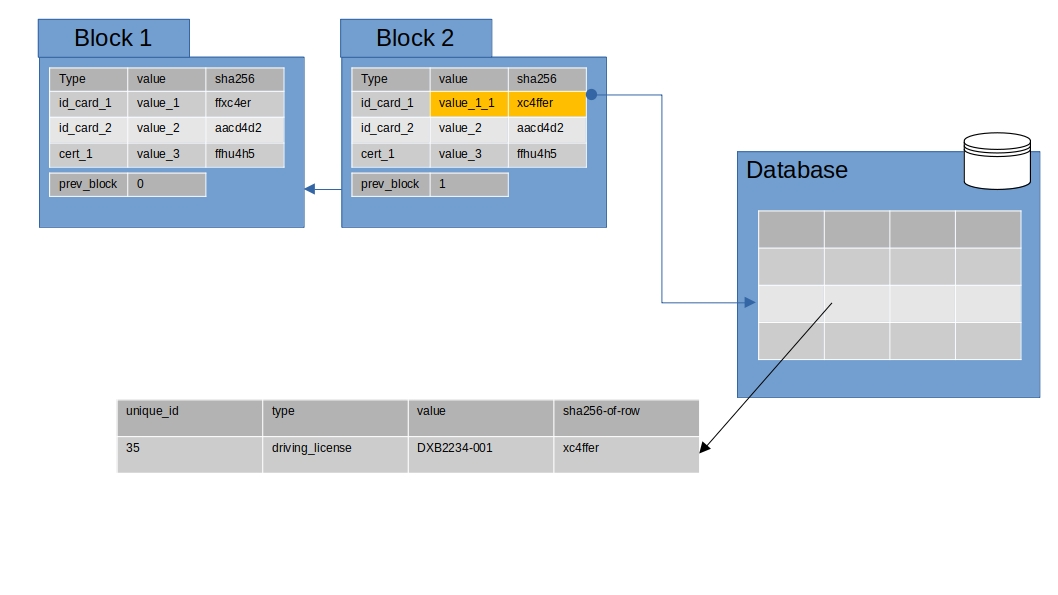 Block 1
Type value sha256
id_card_1 value_1 ffxc4er
id_card_2 value_2 aacd4d2
cert_1 value_3 ffhu4h5
prev_block 0
Block 2
Type value sha256
id_card_1 value_1_1 xc4ffer
id_card_2 value_2 aacd4d2
cert_1 value_3 ffhu4h5
prev_block 1
Database
unique_id type value sha256-of-row
35 driving_license DXB2234-001 xc4ffer